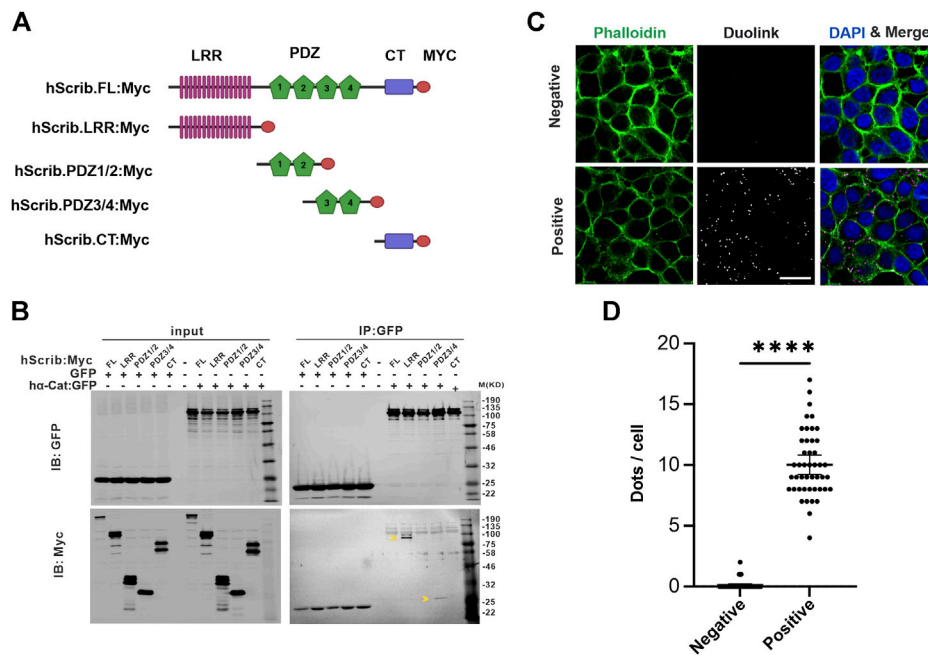 A
LRR PDZ CT MYC
hScrib.FL:Myc 1 2 3 4
hScrib.LRR:Myc
hScrib.PDZ1/2:Myc 1 2
hScrib.PDZ3/4:Myc 3 4
hScrib.CT:Myc
B
input IP:GFP
hScrib:Myc FL LRR PDZ1/2 PDZ3/4 CT - FL LRR PDZ1/2 PDZ3/4 CT - FL LRR PDZ1/2 PDZ3/4 CT - FL LRR PDZ1/2 PDZ3/4 CT
GFP + + + + + - - - - - - + + + + + - - - - - -
hα-Cat:GFP - - - - - - + + + + + - - - - - - + + + + + M(KD)
IB: GFP
-190
-135
-100
-75
-58
-46
-32
-25
-22
IB: Myc
-190
-135
-100
-75
-58
-46
-32
-25
-22
C
Phalloidin Duolink DAPI & Merge
Negative
Positive
D
Dots / cell
20
15
10
5
0
****
Negative Positive